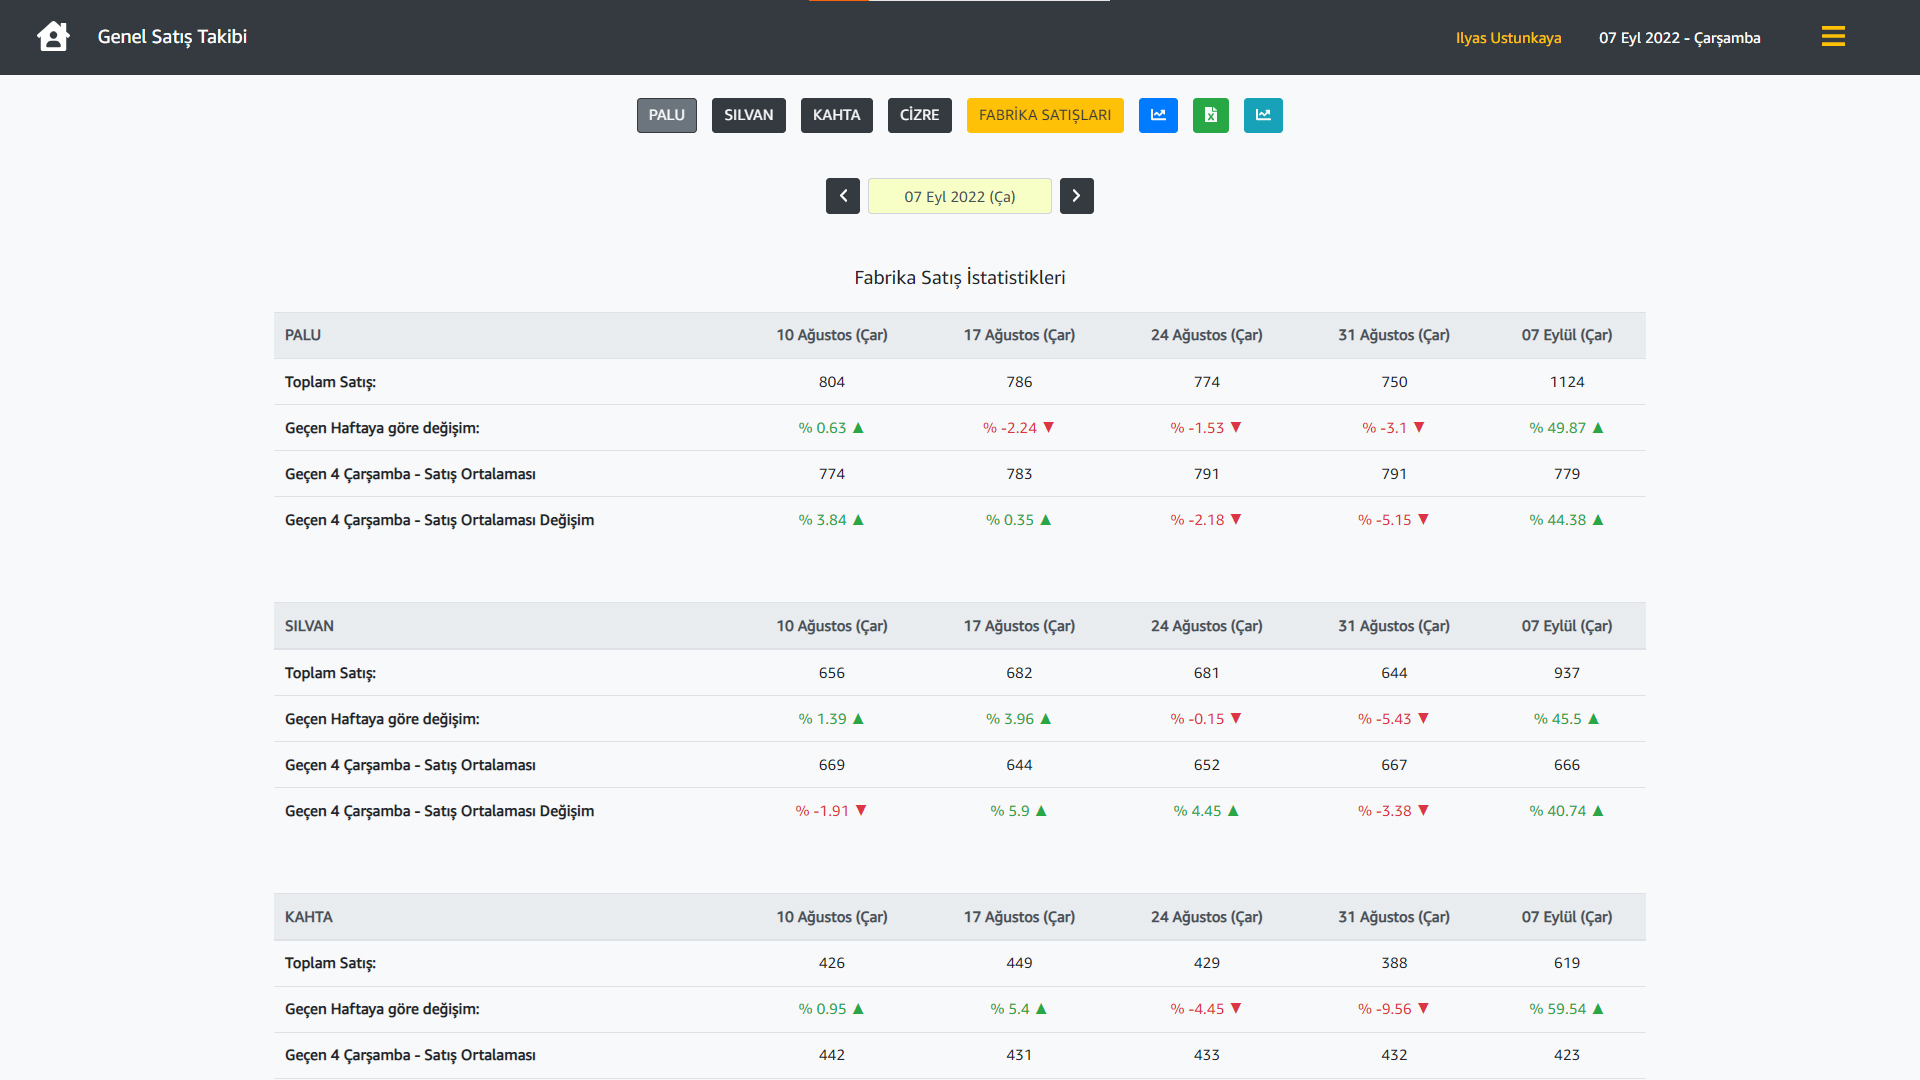 Genel Satış Takibi
Ilyas Ustunkaya 07 Eyl 2022 - Çarşamba
PALU SILVAN KAHTA CİZRE FABRİKA SATIŞLARI
07 Eyl 2022 (Ça)
Fabrika Satış İstatistikleri
PALU 10 Ağustos (Çar) 17 Ağustos (Çar) 24 Ağustos (Çar) 31 Ağustos (Çar) 07 Eylül (Çar)
Toplam Satış: 804 786 774 750 1124
Geçen Haftaya göre değişim: % 0.63 ▲ % -2.24 ▼ % -1.53 ▼ % -3.1 ▼ % 49.87 ▲
Geçen 4 Çarşamba - Satış Ortalaması 774 783 791 791 779
Geçen 4 Çarşamba - Satış Ortalaması Değişim % 3.84 ▲ % 0.35 ▲ % -2.18 ▼ % -5.15 ▼ % 44.38 ▲
SILVAN 10 Ağustos (Çar) 17 Ağustos (Çar) 24 Ağustos (Çar) 31 Ağustos (Çar) 07 Eylül (Çar)
Toplam Satış: 656 682 681 644 937
Geçen Haftaya göre değişim: % 1.39 ▲ % 3.96 ▲ % -0.15 ▼ % -5.43 ▼ % 45.5 ▲
Geçen 4 Çarşamba - Satış Ortalaması 669 644 652 667 666
Geçen 4 Çarşamba - Satış Ortalaması Değişim % -1.91 ▼ % 5.9 ▲ % 4.45 ▲ % -3.38 ▼ % 40.74 ▲
KAHTA 10 Ağustos (Çar) 17 Ağustos (Çar) 24 Ağustos (Çar) 31 Ağustos (Çar) 07 Eylül (Çar)
Toplam Satış: 426 449 429 388 619
Geçen Haftaya göre değişim: % 0.95 ▲ % 5.4 ▲ % -4.45 ▼ % -9.56 ▼ % 59.54 ▲
Geçen 4 Çarşamba - Satış Ortalaması 442 431 433 432 423